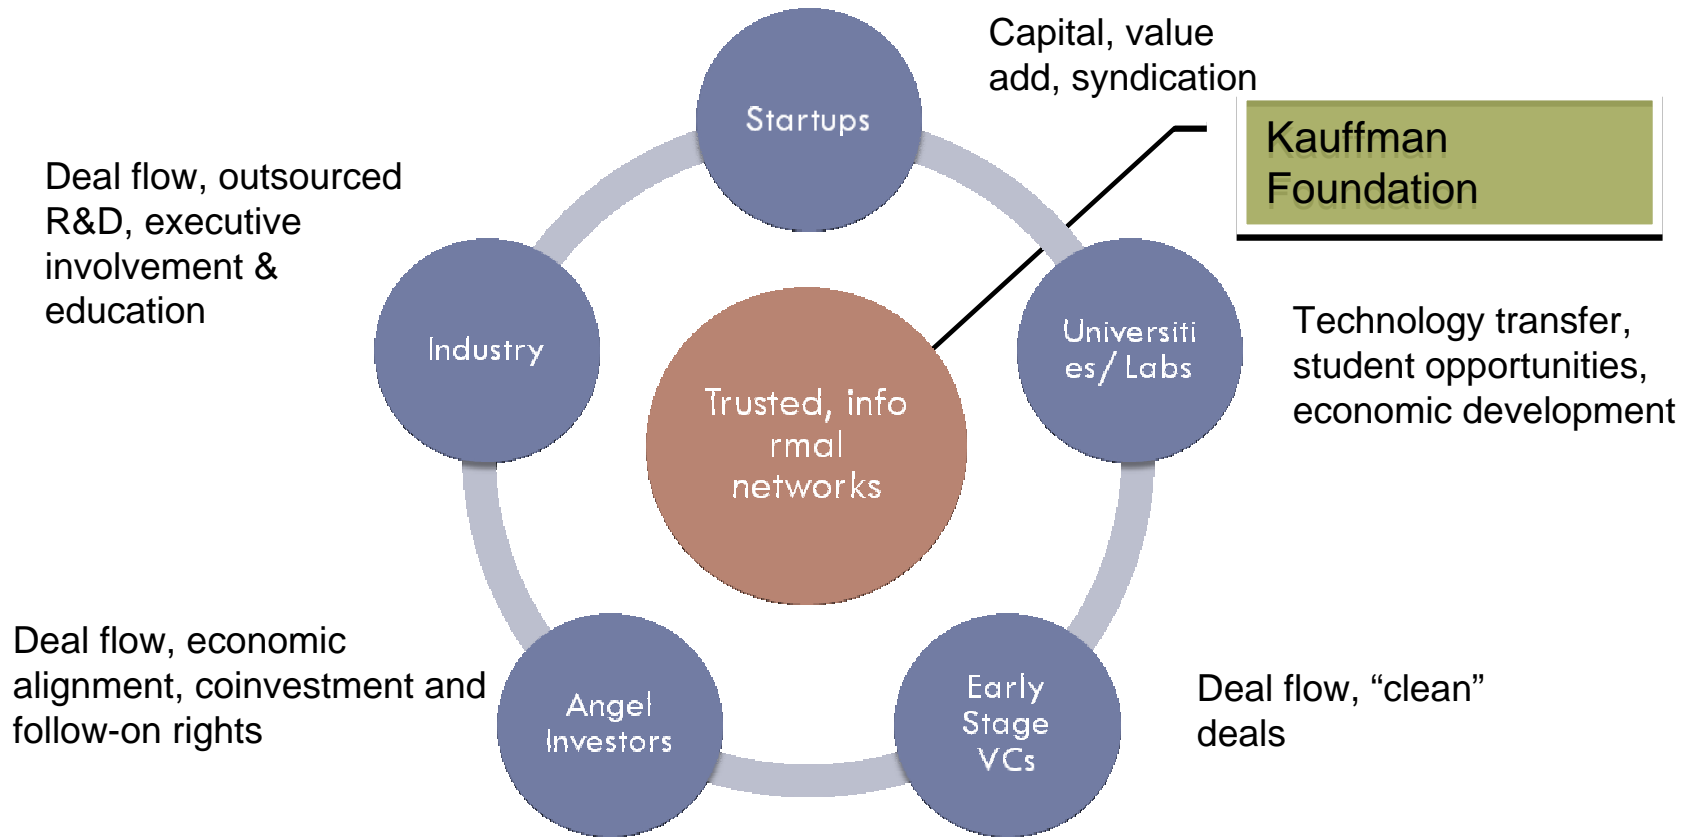 Capital, value
add, syndication
Startups
Kauffman
Foundation
Deal flow, outsourced
R&D, executive
involvement &
education
Industry
Universiti
es/ Labs
Technology transfer,
student opportunities,
economic development
Trusted, info
rmal
networks
Deal flow, economic
alignment, coinvestment and
follow-on rights
Angel
Investors
Early
Stage
VCs
Deal flow, “clean”
deals